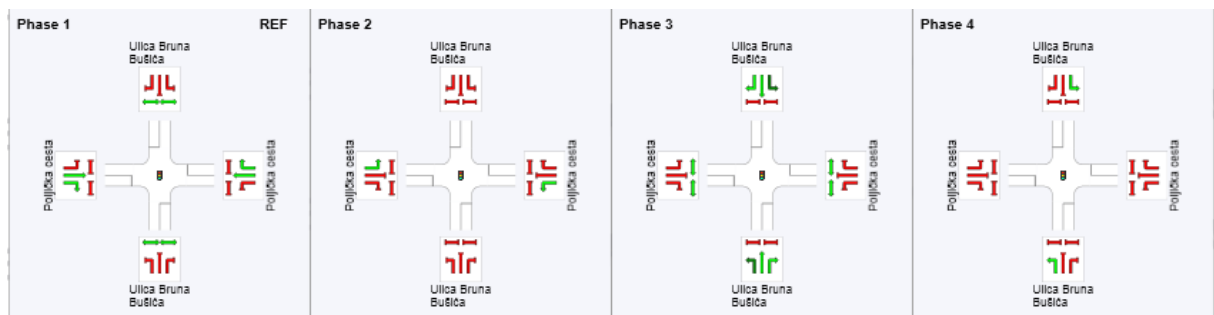 Phase 1
REF
Ulica Bruna
Bušića
Poljička cesta
Poljička cesta
Ulica Bruna
Bušića
Phase 2
Ulica Bruna
Bušića
Poljička cesta
Poljička cesta
Ulica Bruna
Bušića
Phase 3
Ulica Bruna
Bušića
Poljička cesta
Poljička cesta
Ulica Bruna
Bušića
Phase 4
Ulica Bruna
Bušića
Poljička cesta
Poljička cesta
Ulica Bruna
Bušića